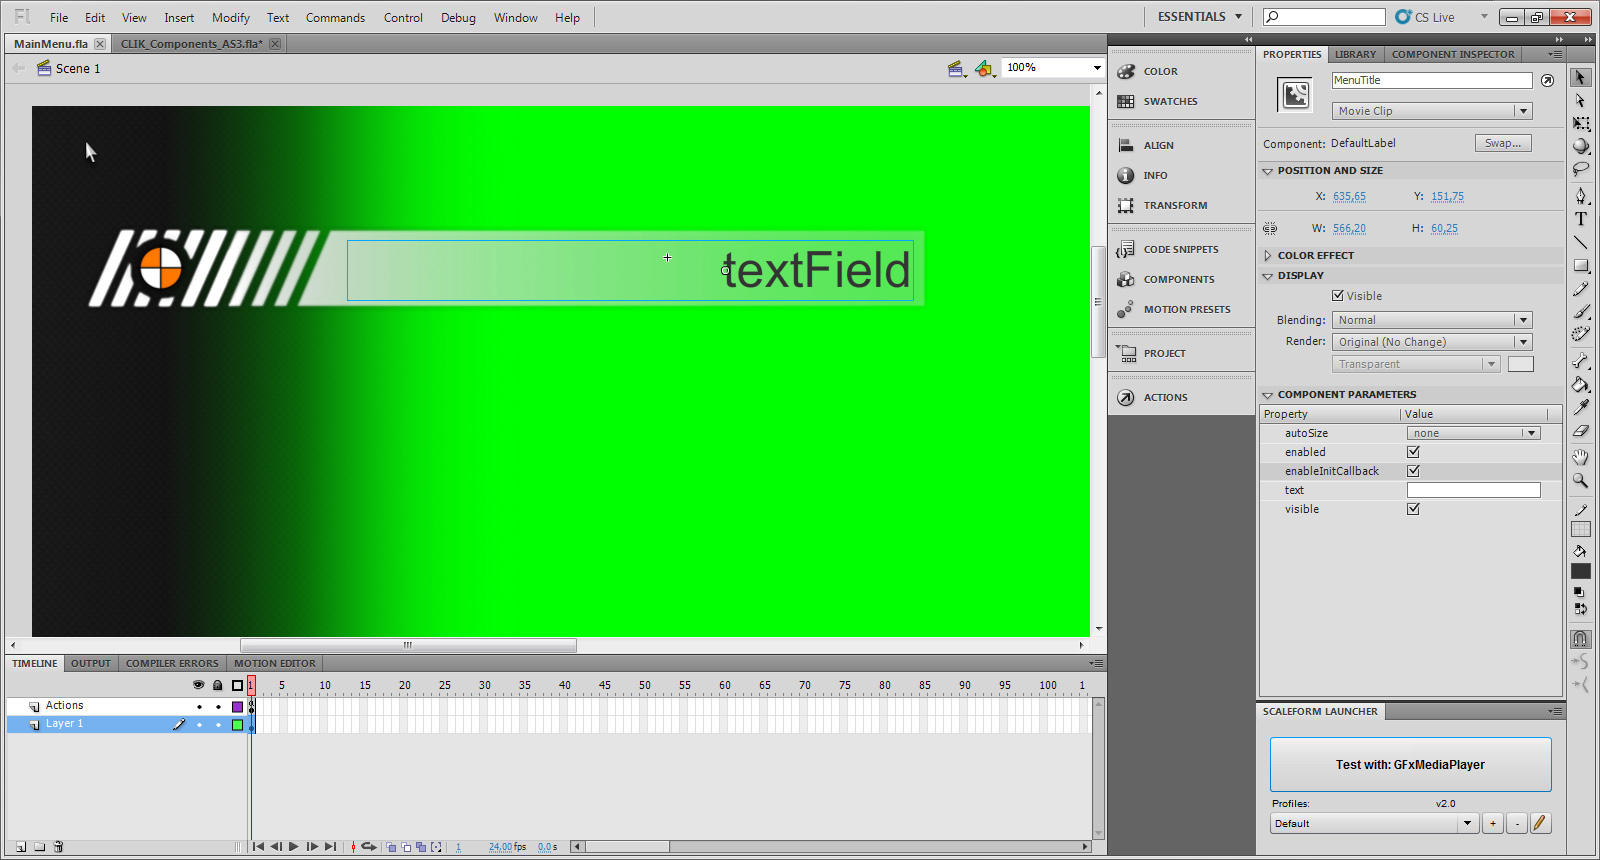 Fl File Edit View Insert Modify Text Commands Control Debug Window Help ESSENTIALS CS Live
MainMenu.fla CLIK_Components_AS3.fla*
Scene 1 100%
textField
COLOR
SWATCHES
ALIGN
INFO
TRANSFORM
CODE SNIPPETS
COMPONENTS
MOTION PRESETS
PROJECT
ACTIONS
PROPERTIES LIBRARY COMPONENT INSPECTOR
MenuTitle
Movie Clip
Component: DefaultLabel Swap...
POSITION AND SIZE
X: 635,65 Y: 151,75
W: 566,20 H: 60,25
COLOR EFFECT
DISPLAY
Visible
Blending: Normal
Render: Original (No Change)
Transparent
COMPONENT PARAMETERS
Property Value
autoSize none
enabled
enableInitCallback
text
visible
SCALEFORM LAUNCHER
Test with: GFxMediaPlayer
Profiles: v2.0
Default + -
T
TIMELINE OUTPUT COMPILER ERRORS MOTION EDITOR
1 5 10 15 20 25 30 35 40 45 50 55 60 65 70 75 80 85 90 95 100 1
Actions
Layer 1
1 24.00 fps 0.0 s